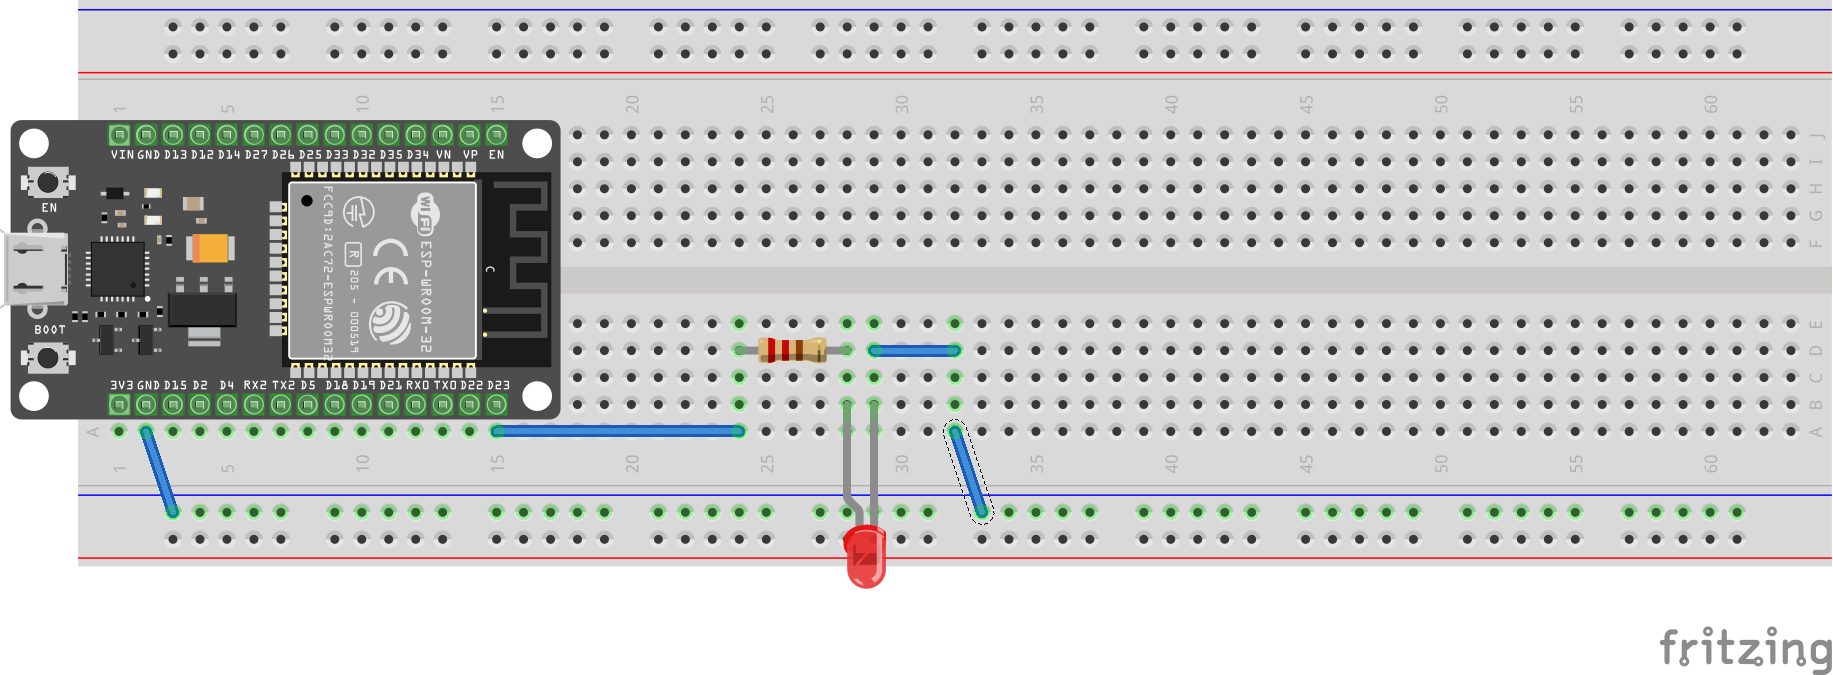 1 5 10 15 20 25 30 35 40 45 50 55 60
J
I
H
G
F
VIN GND D13 D12 D14 D27 D26 D25 D33 D32 D35 D34 VN VP EN
EN
BOOT
FCC ID:2AC7Z-ESPWROOM32
R 205 - 000519
CE
WiFi
ESP-WROOM-32
C
3V3 GND D15 D2 D4 RX2 TX2 D5 D18 D19 D21 RX0 TX0 D22 D23
E
D
C
B
A A
1 5 10 15 20 25 30 35 40 45 50 55 60
fritzing